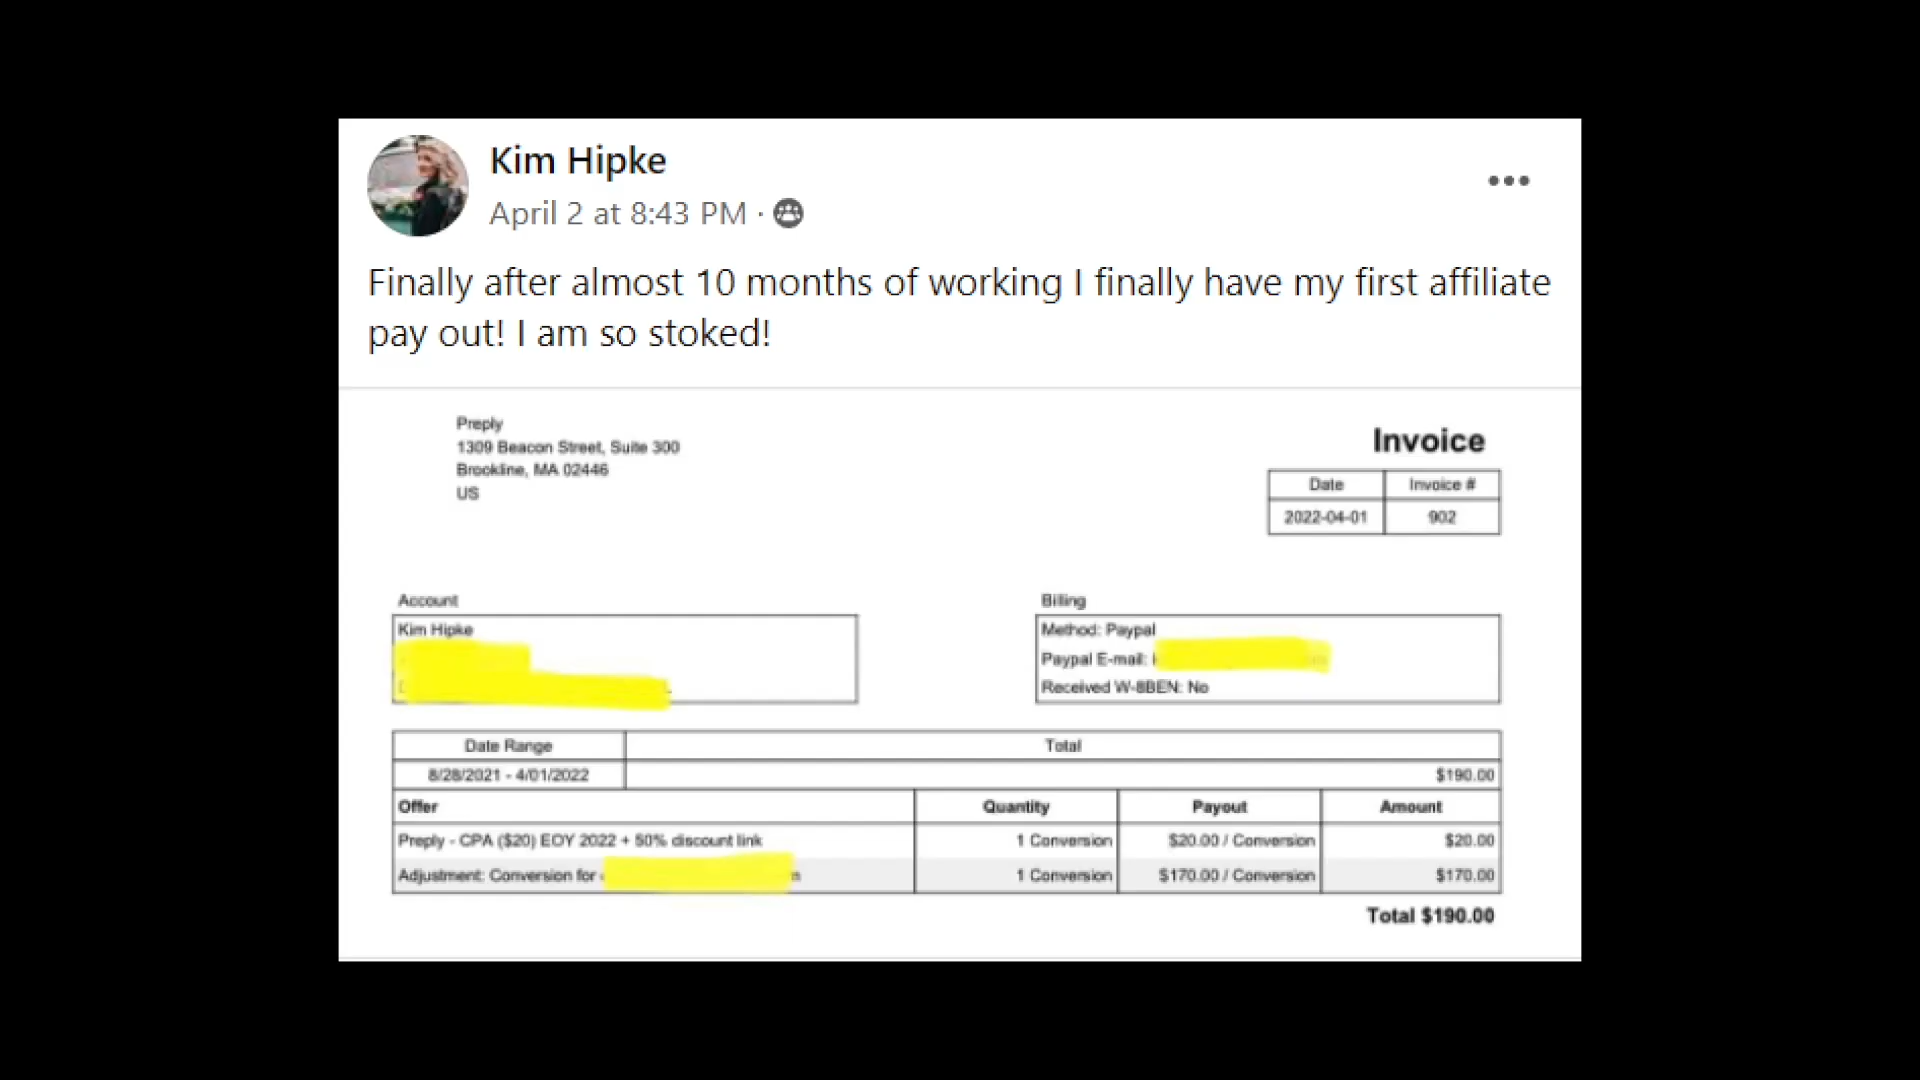 Kim Hipke
April 2 at 8:43 PM ·
Finally after almost 10 months of working I finally have my first affiliate
pay out! I am so stoked!
Preply
1309 Beacon Street, Suite 300
Brookline, MA 02446
US
Invoice
Date Invoice #
2022-04-01 902
Account
Kim Hipke
Billing
Method: Paypal
Paypal E-mail:
Received W-8BEN: No
Date Range Total
8/28/2021 - 4/01/2022 $190.00
Offer Quantity Payout Amount
Preply - CPA ($20) EOY 2022 + 50% discount link 1 Conversion $20.00 / Conversion $20.00
Adjustment: Conversion for 1 Conversion $170.00 / Conversion $170.00
Total $190.00